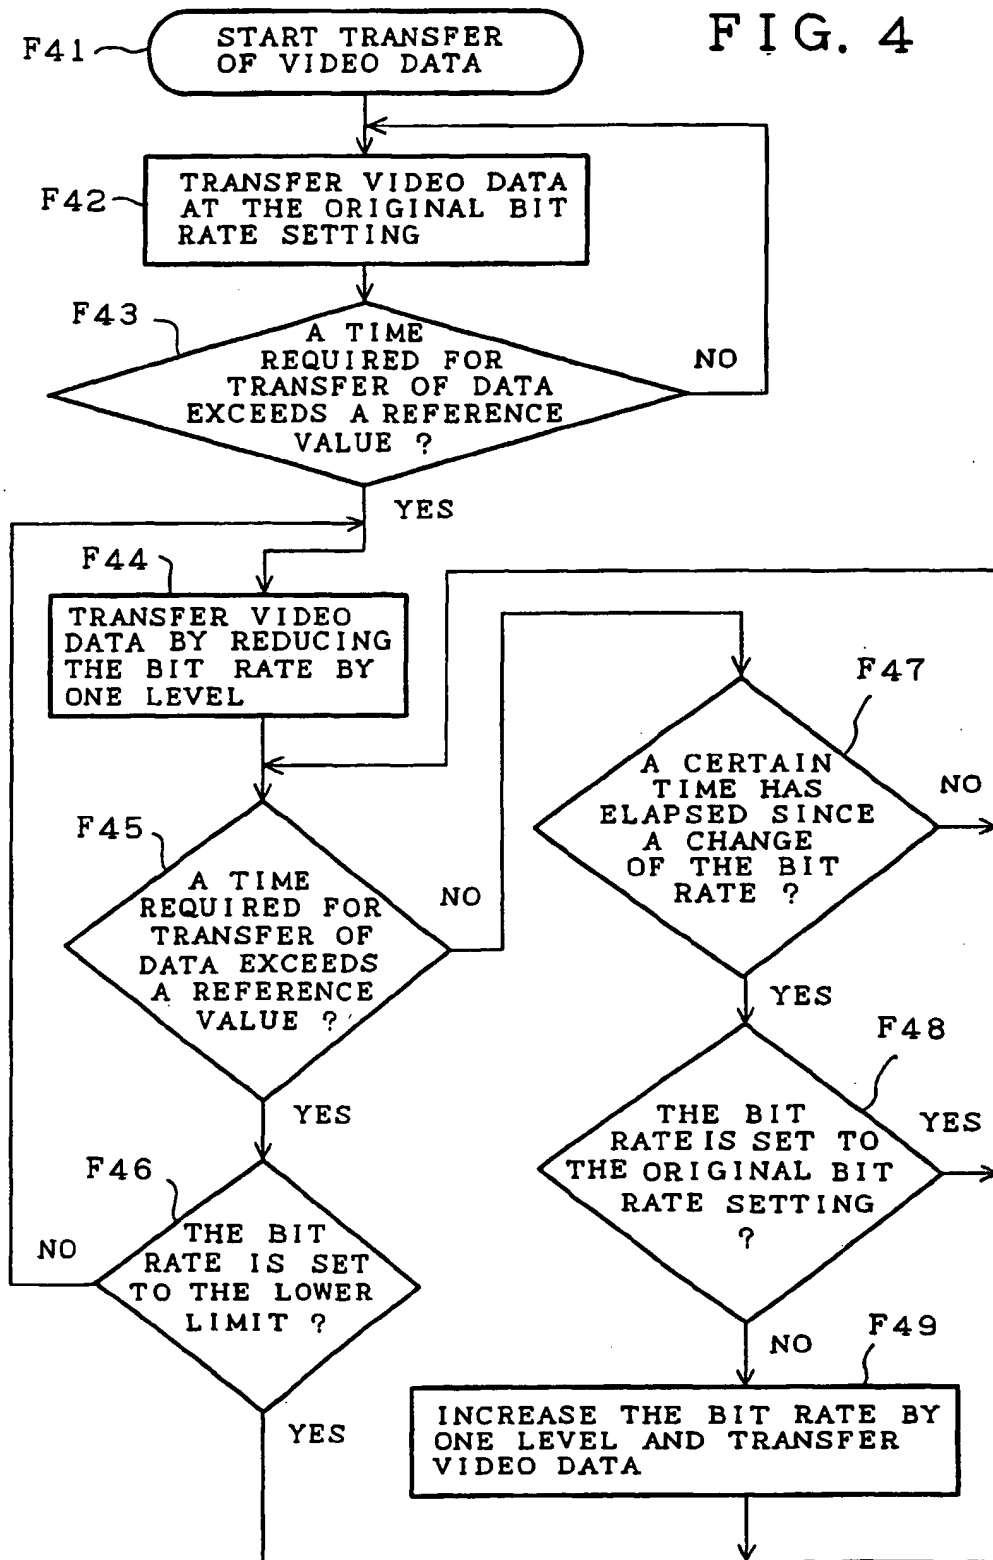 FIG. 4
F41
START TRANSFER
OF VIDEO DATA
F42
TRANSFER VIDEO DATA
AT THE ORIGINAL BIT
RATE SETTING
F43
A TIME
REQUIRED FOR
TRANSFER OF DATA
EXCEEDS A REFERENCE
VALUE ?
NO
YES
F44
TRANSFER VIDEO
DATA BY REDUCING
THE BIT RATE BY
ONE LEVEL
F45
A TIME
REQUIRED FOR
TRANSFER OF
DATA EXCEEDS
A REFERENCE
VALUE ?
NO
YES
F46
THE BIT
RATE IS SET
TO THE LOWER
LIMIT ?
NO
YES
F47
A CERTAIN
TIME HAS
ELAPSED SINCE
A CHANGE
OF THE BIT
RATE ?
NO
YES
F48
THE BIT
RATE IS SET TO
THE ORIGINAL BIT
RATE SETTING
?
YES
NO
F49
INCREASE THE BIT RATE BY
ONE LEVEL AND TRANSFER
VIDEO DATA